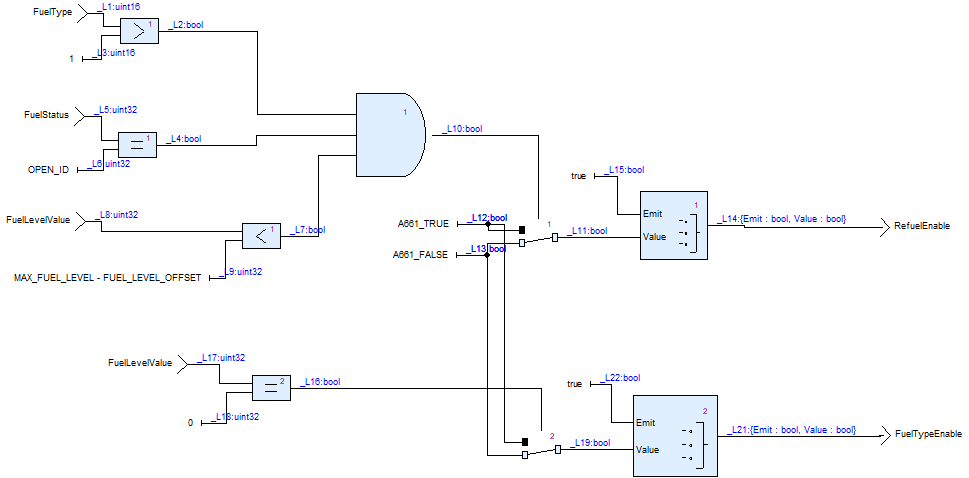 FuelType
_L1:uint16
1
_L2:bool
1
_L3:uint16
FuelStatus
_L5:uint32
1
_L10:bool
1
_L4:bool
OPEN_ID
_L6:uint32
true
_L15:bool
FuelLevelValue
_L8:uint32
1
_L7:bool
A661_TRUE
_L12:bool
1
_L11:bool
Emit
1
Value
_L14:{Emit : bool, Value : bool}
RefuelEnable
A661_FALSE
_L13:bool
MAX_FUEL_LEVEL - FUEL_LEVEL_OFFSET
_L9:uint32
FuelLevelValue
_L17:uint32
2
_L16:bool
true
_L22:bool
0
_L18:uint32
2
_L19:bool
Emit
2
Value
_L21:{Emit : bool, Value : bool}
FuelTypeEnable